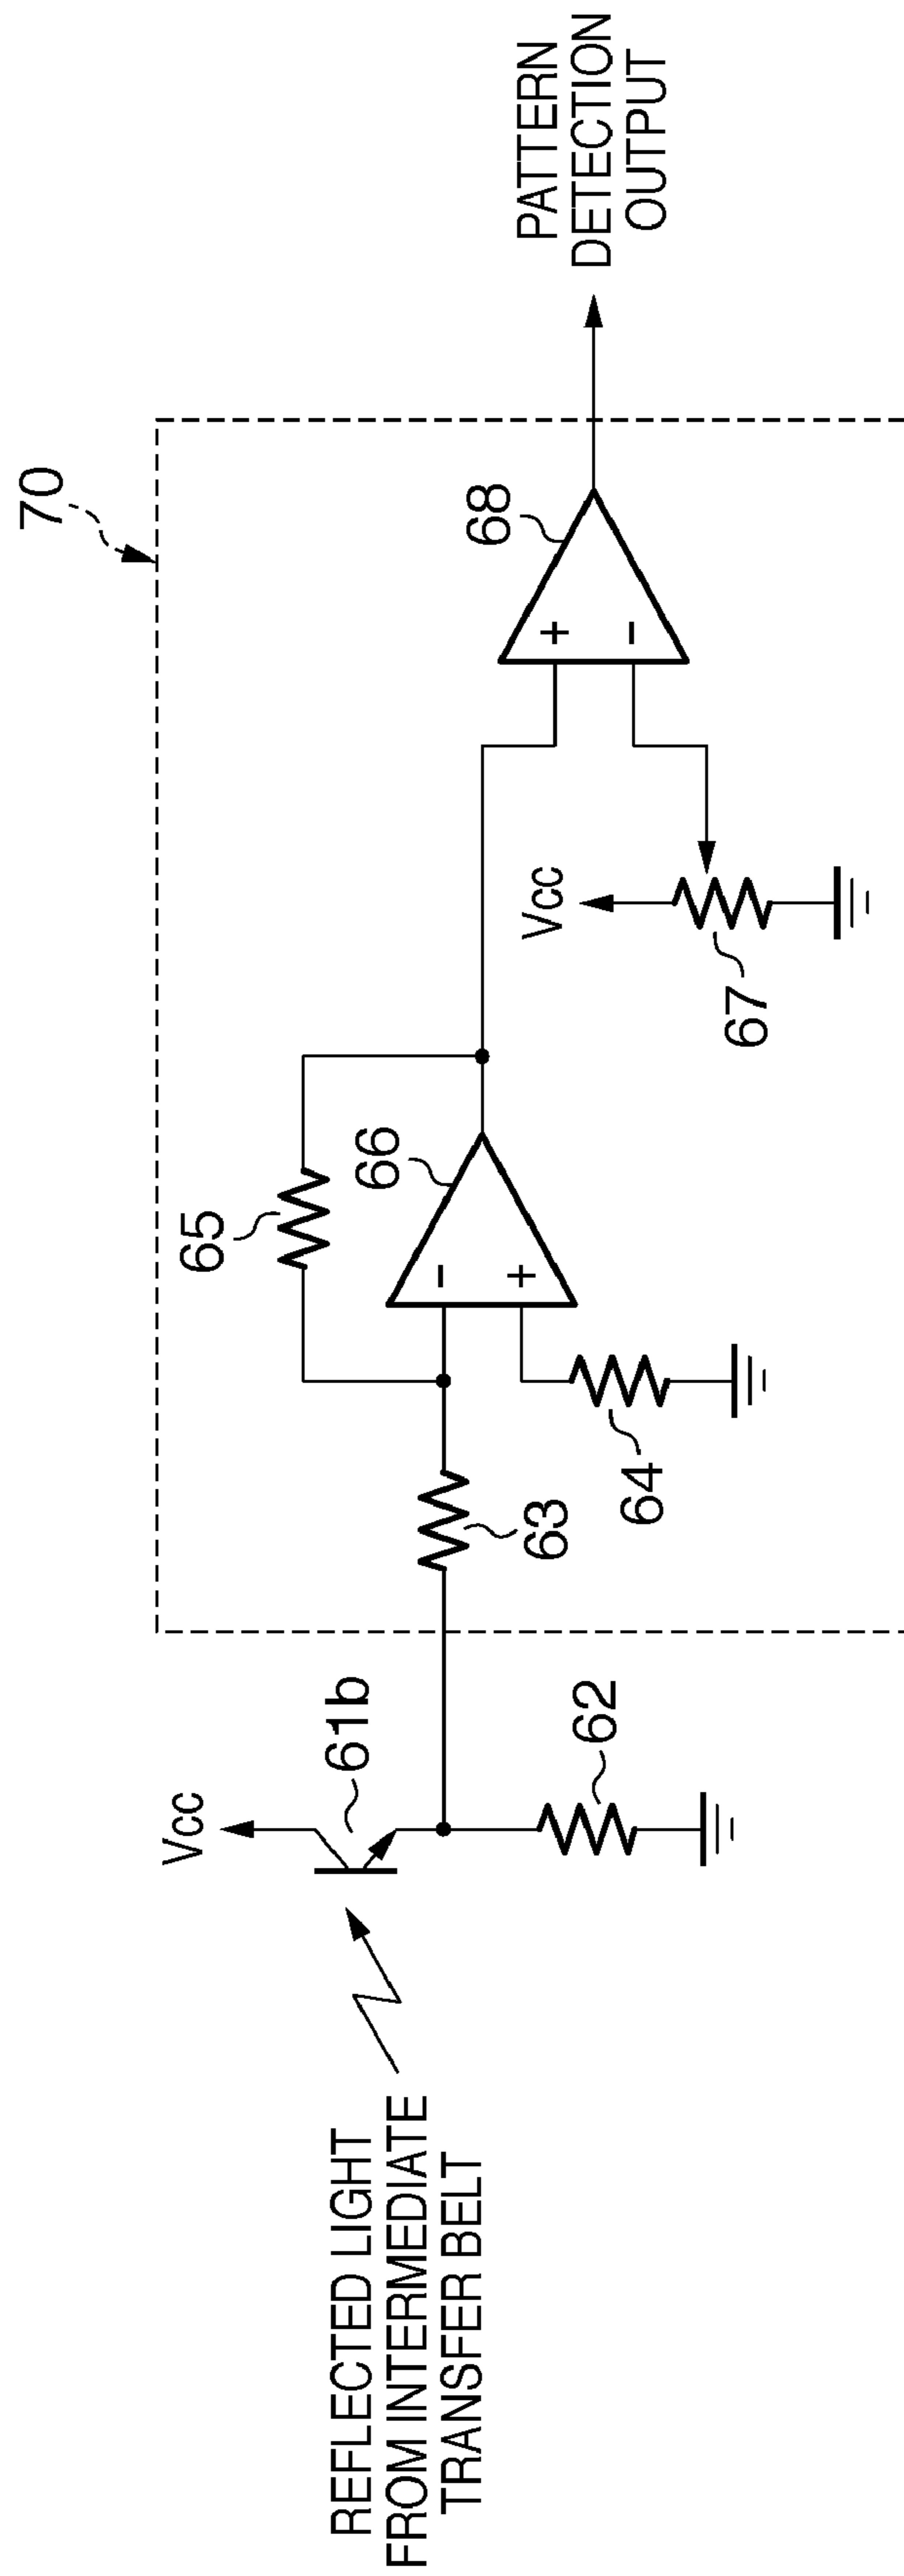 70
PATTERN
DETECTION
OUTPUT
68
+
-
Vcc
67
65
66
-
+
63
64
Vcc
61b
62
REFLECTED LIGHT
FROM INTERMEDIATE
TRANSFER BELT